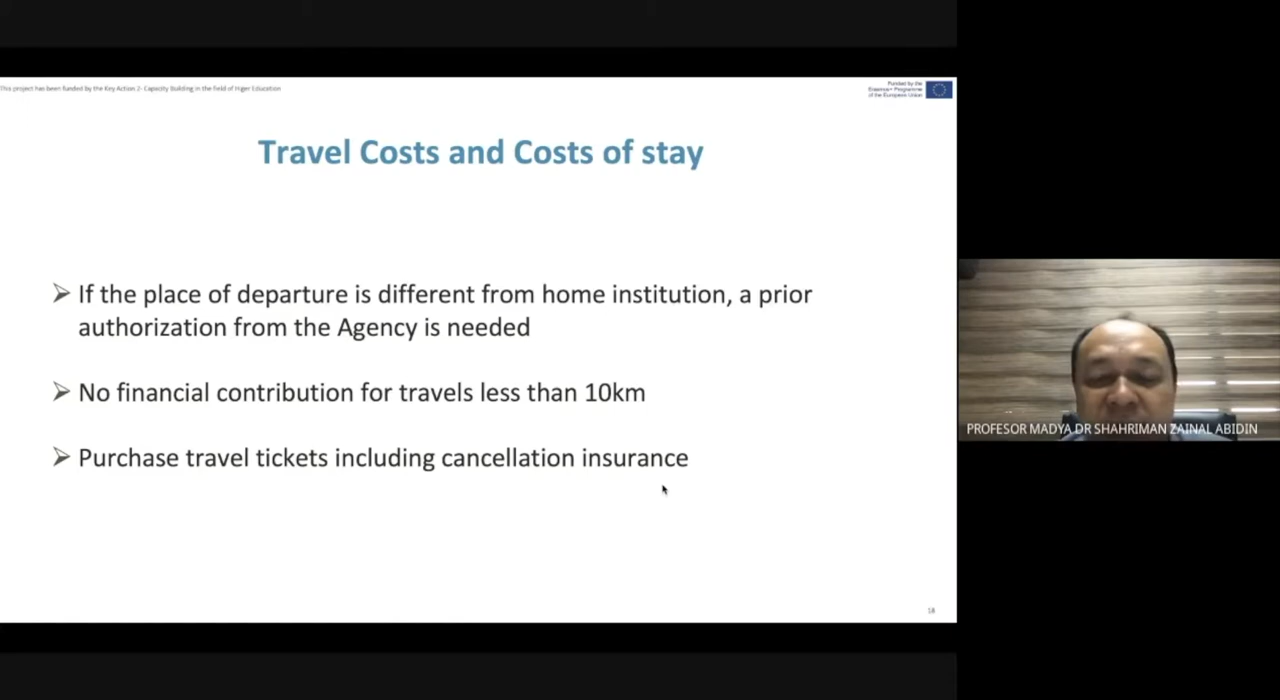 This project has been funded by the Key Action 2- Capacity Building in the field of Higer Education
Funded by the
Erasmus+ Programme
of the European Union
Travel Costs and Costs of stay
If the place of departure is different from home institution, a prior
authorization from the Agency is needed
No financial contribution for travels less than 10km
Purchase travel tickets including cancellation insurance
18
PROFESOR MADYA DR SHAHRIMAN ZAINAL ABIDIN